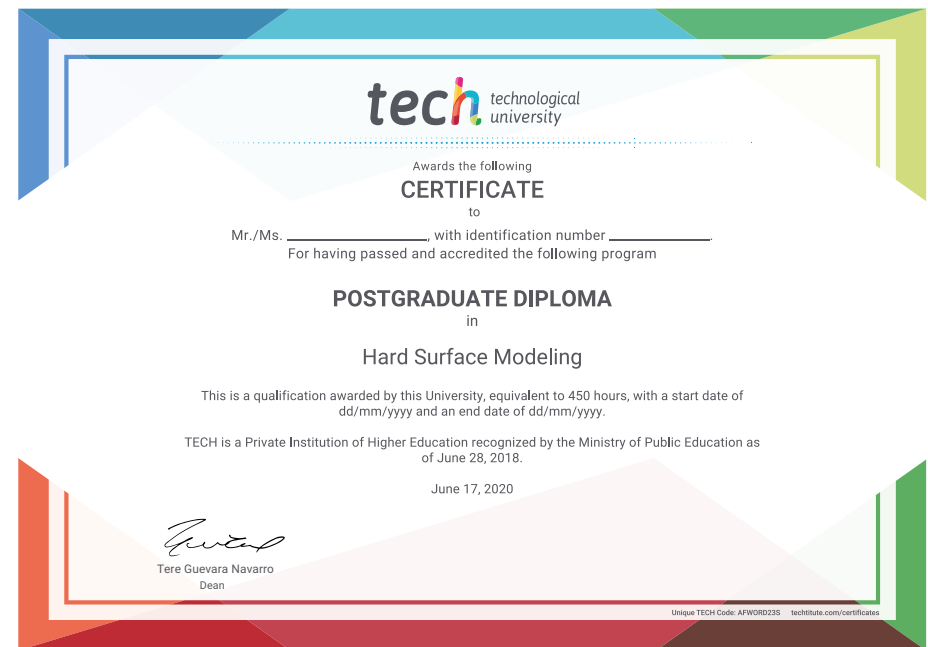 tech technological
university
Awards the following
CERTIFICATE
to
Mr./Ms. ____________________, with identification number ______________.
For having passed and accredited the following program
POSTGRADUATE DIPLOMA
in
Hard Surface Modeling
This is a qualification awarded by this University, equivalent to 450 hours, with a start date of
dd/mm/yyyy and an end date of dd/mm/yyyy.
TECH is a Private Institution of Higher Education recognized by the Ministry of Public Education as
of June 28, 2018.
June 17, 2020
Tere Guevara Navarro
Dean
Unique TECH Code: AFWORD23S techtitute.com/certificates